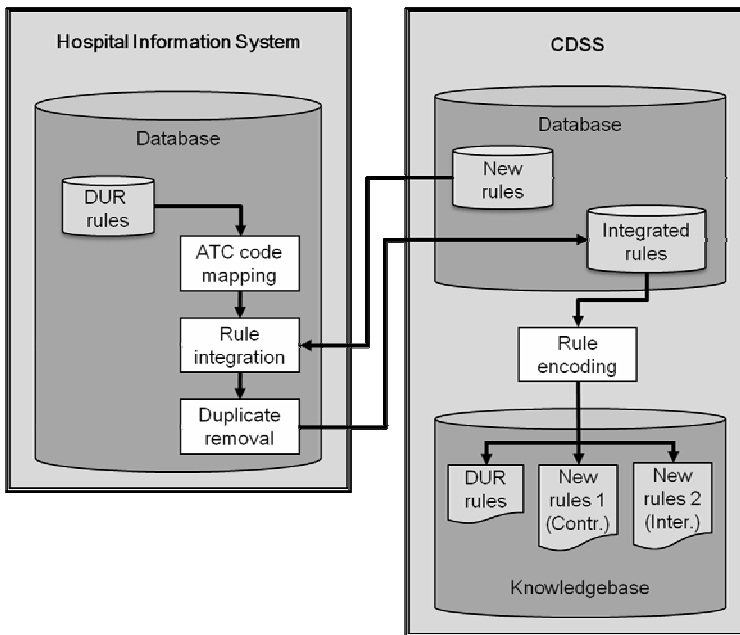 Hospital Information System
Database
DUR
rules
ATC code
mapping
Rule
integration
Duplicate
removal
CDSS
Database
New
rules
Integrated
rules
Rule
encoding
DUR
rules
New
rules 1
(Contr.)
New
rules 2
(Inter.)
Knowledgebase